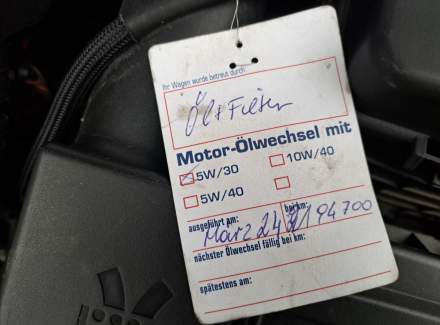 Ihr Wagen wurde betreut durch
Öl+Filter
Motor-Ölwechsel mit
5W/30 10W/40
5W/40
ausgeführt am: bei km:
März 24 194700
nächster Ölwechsel fällig bei km:
spätestens am: